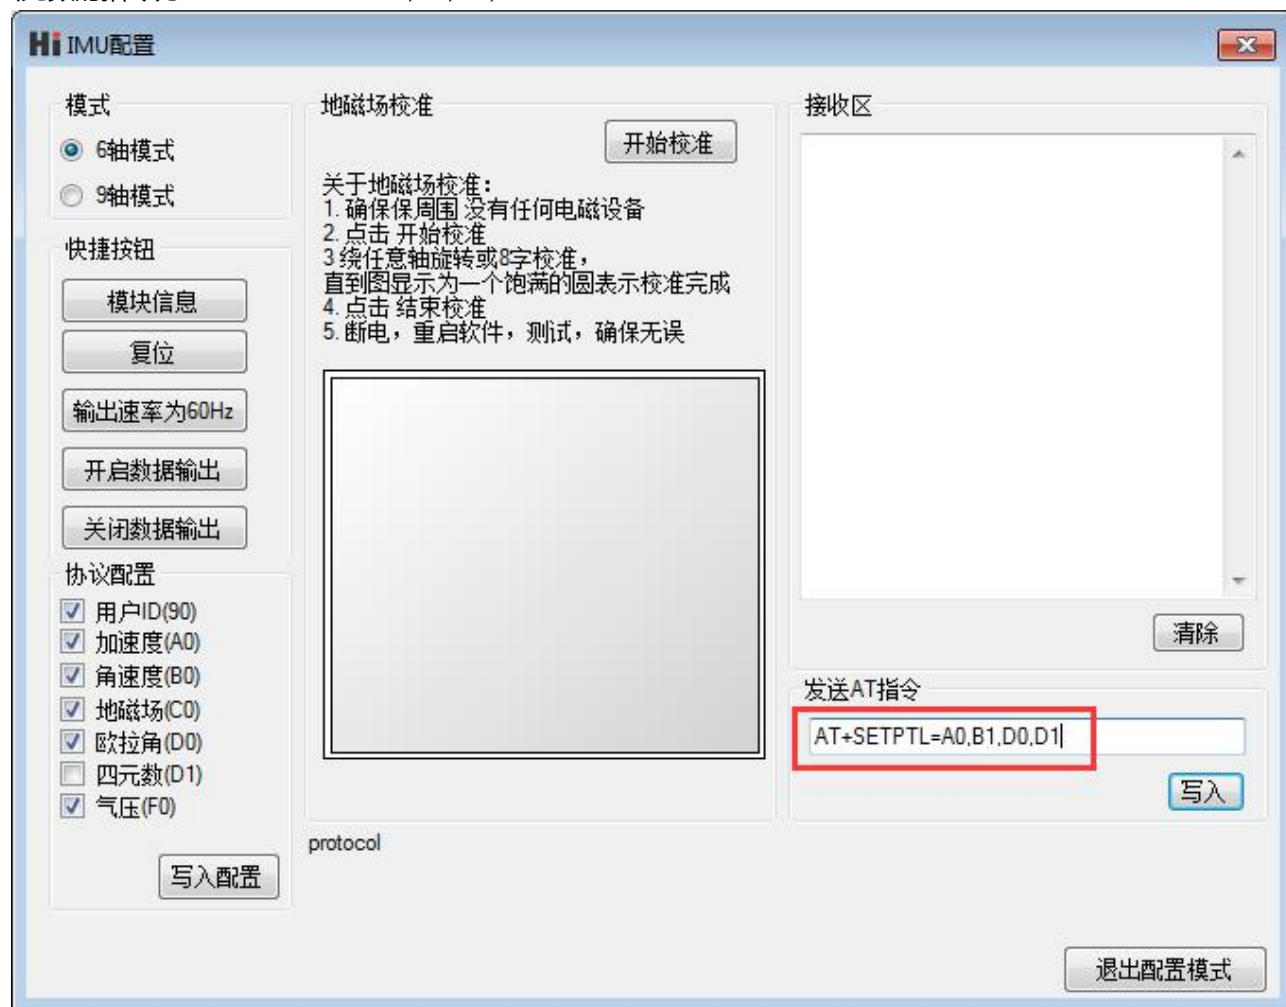 Hi IMU配置
模式
6轴模式
9轴模式
快捷按钮
模块信息
复位
输出速率为60Hz
开启数据输出
关闭数据输出
协议配置
用户ID(90)
加速度(A0)
角速度(B0)
地磁场(C0)
欧拉角(D0)
四元数(D1)
气压(F0)
写入配置
地磁场校准
开始校准
关于地磁场校准：
1. 确保保周围 没有任何电磁设备
2. 点击 开始校准
3 绕任意轴旋转或8字校准，
直到图显示为一个饱满的圆表示校准完成
4. 点击 结束校准
5. 断电，重启软件，测试，确保无误
protocol
接收区
清除
发送AT指令
AT+SETPTL=A0,B1,D0,D1
写入
退出配置模式